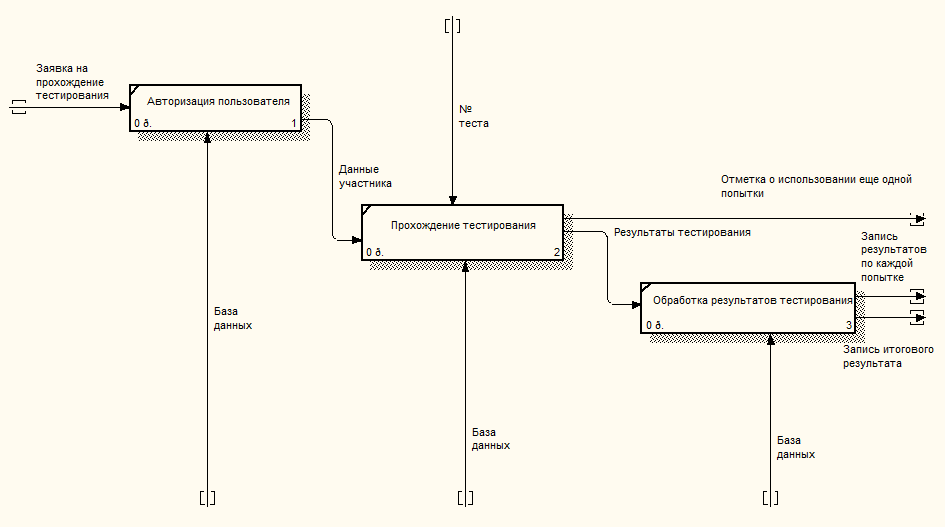 Заявка на
прохождение
тестирования
Авторизация пользователя
0 ð.
1
№
теста
Данные
участника
Отметка о использовании еще одной
попытки
Прохождение тестирования
0 ð.
2
Результаты тестирования
Запись
результатов
по каждой
попытке
Обработка результатов тестирования
0 ð.
3
Запись итогового
результата
База
данных
База
данных
База
данных